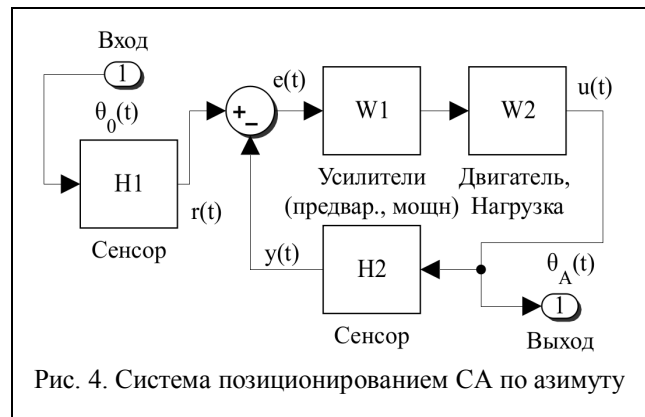 Вход
1
θ0(t)
H1
r(t)
Сенсор
+
−
e(t)
W1
Усилители
(предвар., мощн)
W2
u(t)
Двигатель,
Нагрузка
y(t)
H2
Сенсор
θA(t)
1
Выход
Рис. 4. Система позиционированием СА по азимуту